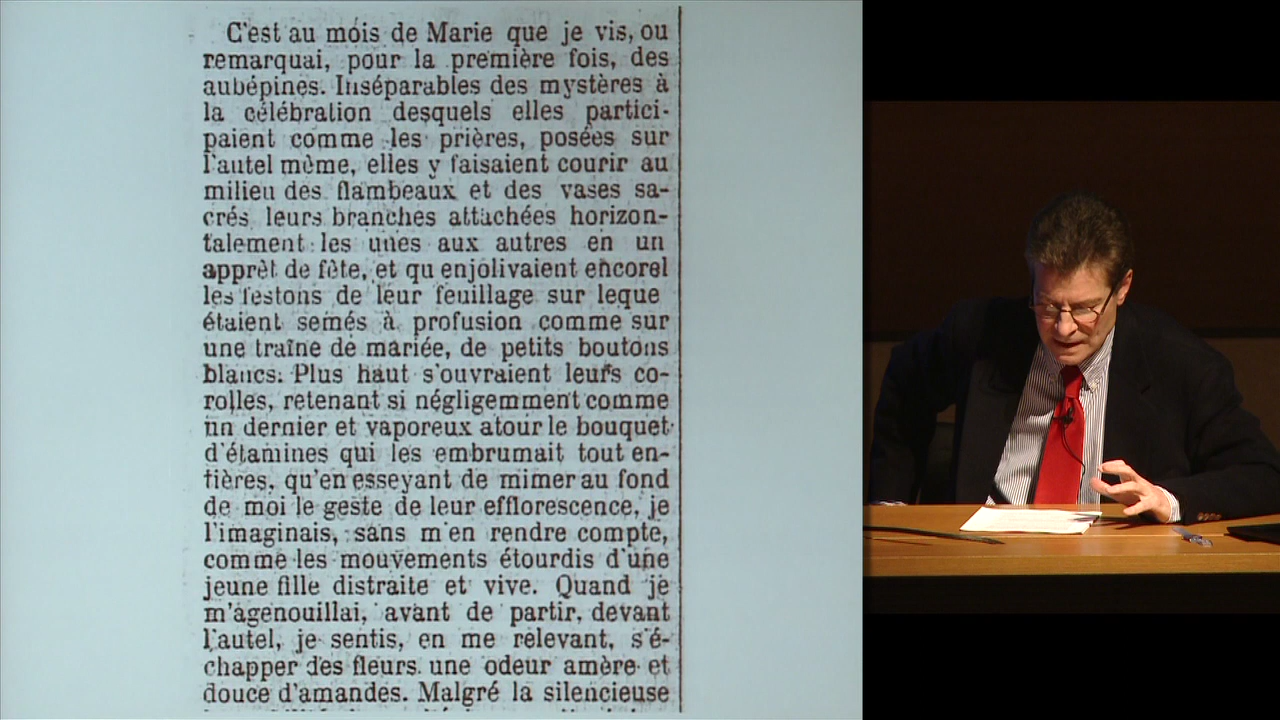 C'est au mois de Marie que je vis, ou
remarquai, pour la première fois, des
aubépines. Inséparables des mystères à
la célébration desquels elles partici-
paient comme les prières, posées sur
l'autel même, elles y faisaient courir au
milieu des flambeaux et des vases sa-
crés leurs branches attachées horizon-
talement les unes aux autres en un
apprêt de fête, et qu enjolivaient encorel
les festons de leur feuillage sur leque
étaient semés à profusion comme sur
une traîne de mariée, de petits boutons
blancs. Plus haut s'ouvraient leurs co-
rolles, retenant si négligemment comme
un dernier et vaporeux atour le bouquet
d'étamines qui les embrumait tout en-
tières, qu'en esseyant de mimer au fond
de moi le geste de leur efflorescence, je
l'imaginais, sans m'en rendre compte,
comme les mouvements étourdis d'une
jeune fille distraite et vive. Quand je
m'agenouillai, avant de partir, devant
l'autel, je sentis, en me relevant, s'é-
chapper des fleurs une odeur amère et
douce d'amandes. Malgré la silencieuse